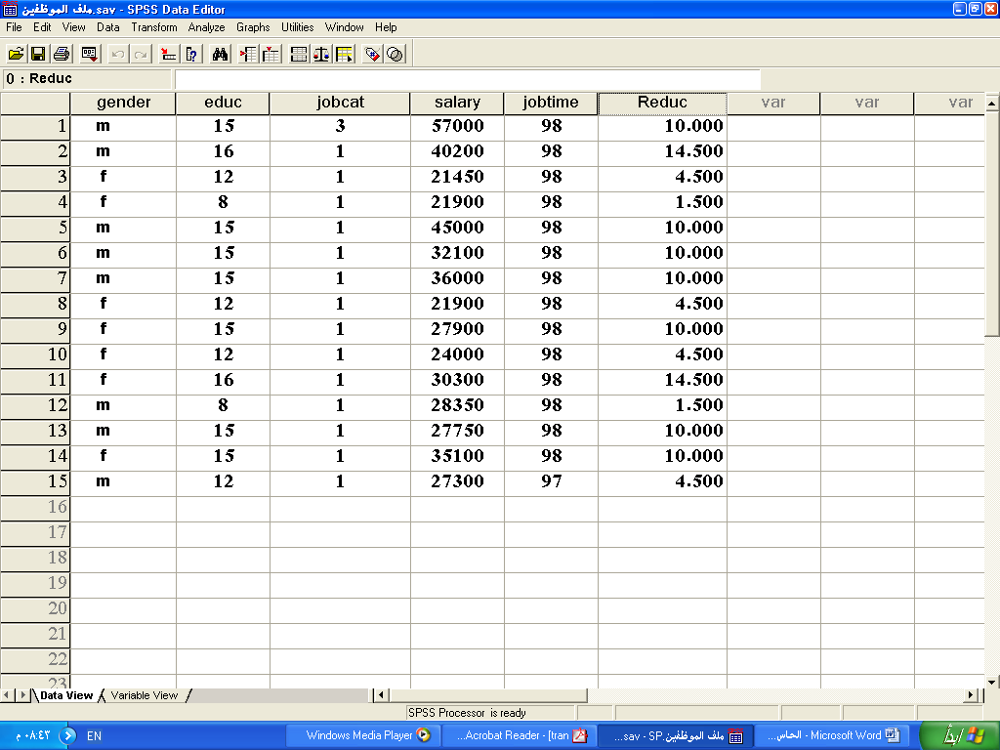 ملف الموظفين.sav - SPSS Data Editor
File Edit View Data Transform Analyze Graphs Utilities Window Help
0 : Reduc
gender educ jobcat salary jobtime Reduc var var var
1 m 15 3 57000 98 10.000
2 m 16 1 40200 98 14.500
3 f 12 1 21450 98 4.500
4 f 8 1 21900 98 1.500
5 m 15 1 45000 98 10.000
6 m 15 1 32100 98 10.000
7 m 15 1 36000 98 10.000
8 f 12 1 21900 98 4.500
9 f 15 1 27900 98 10.000
10 f 12 1 24000 98 4.500
11 f 16 1 30300 98 14.500
12 m 8 1 28350 98 1.500
13 m 15 1 27750 98 10.000
14 f 15 1 35100 98 10.000
15 m 12 1 27300 97 4.500
16
17
18
19
20
21
22
23
Data View Variable View
SPSS Processor is ready
٠٨:٤٣ م EN Windows Media Player ...Acrobat Reader - [tran ...sav - SP.ملف الموظفين ...الحاس - Microsoft Word ابدأ